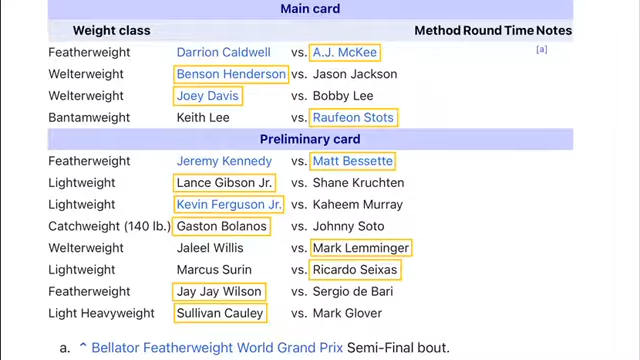 Main card
Weight class Method Round Time Notes
Featherweight Darrion Caldwell vs. A.J. McKee [a]
Welterweight Benson Henderson vs. Jason Jackson
Welterweight Joey Davis vs. Bobby Lee
Bantamweight Keith Lee vs. Raufeon Stots
Preliminary card
Featherweight Jeremy Kennedy vs. Matt Bessette
Lightweight Lance Gibson Jr. vs. Shane Kruchten
Lightweight Kevin Ferguson Jr. vs. Kaheem Murray
Catchweight (140 lb.) Gaston Bolanos vs. Johnny Soto
Welterweight Jaleel Willis vs. Mark Lemminger
Lightweight Marcus Surin vs. Ricardo Seixas
Featherweight Jay Jay Wilson vs. Sergio de Bari
Light Heavyweight Sullivan Cauley vs. Mark Glover
a. ^ Bellator Featherweight World Grand Prix Semi-Final bout.